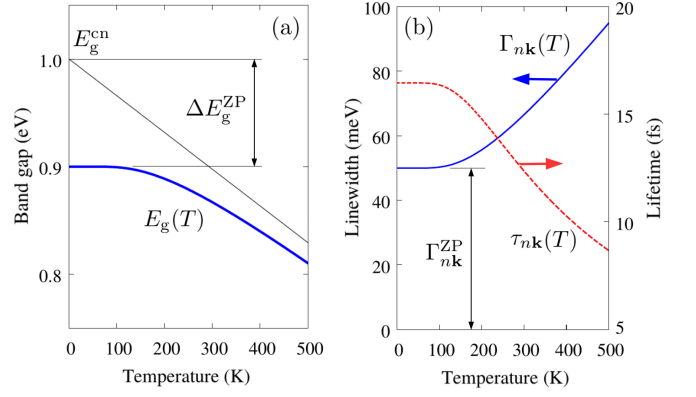 (a)
E_g^cn
1.0
ΔE_g^ZP
0.9
E_g(T)
0.8
Band gap (eV)
0 100 200 300 400 500
Temperature (K)
(b)
100
80
60
40
20
0
Linewidth (meV)
Γ_nk(T)
Γ_nk^ZP
τ_nk(T)
20
15
10
5
Lifetime (fs)
0 100 200 300 400 500
Temperature (K)